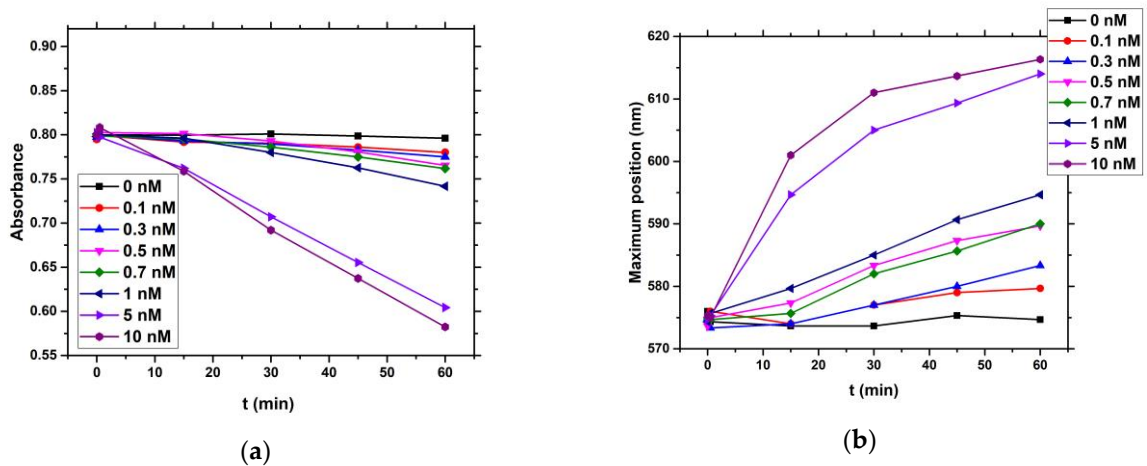 0.90
0.85
0.80
0.75
0.70
0.65
0.60
0.55
Absorbance
0 nM
0.1 nM
0.3 nM
0.5 nM
0.7 nM
1 nM
5 nM
10 nM
0 10 20 30 40 50 60
t (min)
(a)
620
610
600
590
580
570
Maximum position (nm)
0 nM
0.1 nM
0.3 nM
0.5 nM
0.7 nM
1 nM
5 nM
10 nM
0 10 20 30 40 50 60
t (min)
(b)